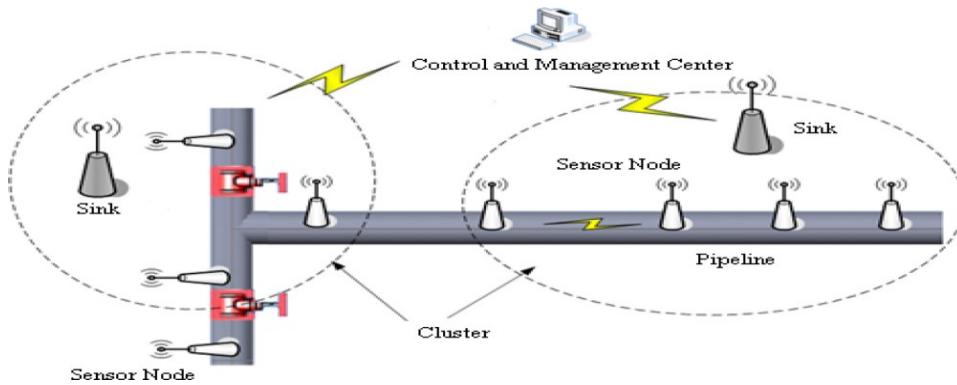 Control and Management Center
Sink
Sensor Node
Sink
Pipeline
Cluster
Sensor Node